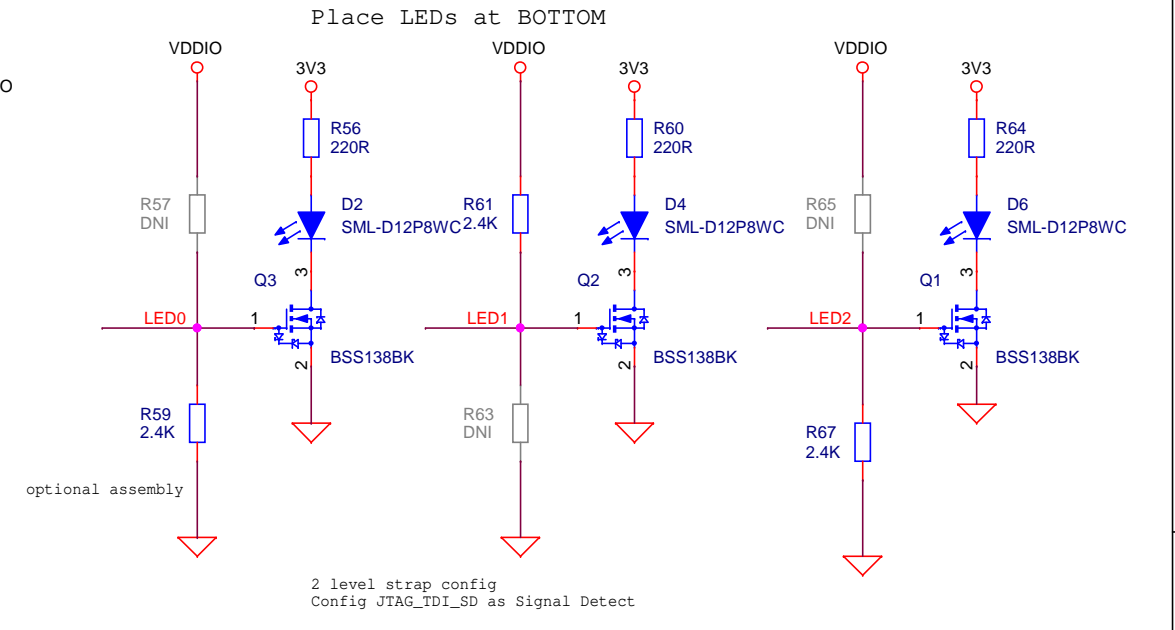 Place LEDs at BOTTOM
VDDIO
VDDIO
VDDIO
3V3
3V3
3V3
O
R56
220R
R60
220R
R64
220R
R57
DNI
D2
SML-D12P8WC
R61
2.4K
D4
SML-D12P8WC
R65
DNI
D6
SML-D12P8WC
3
3
3
Q3
Q2
Q1
LED0
1
LED1
1
LED2
1
BSS138BK
BSS138BK
BSS138BK
2
2
2
R59
2.4K
R63
DNI
R67
2.4K
optional assembly
2 level strap config
Config JTAG_TDI_SD as Signal Detect